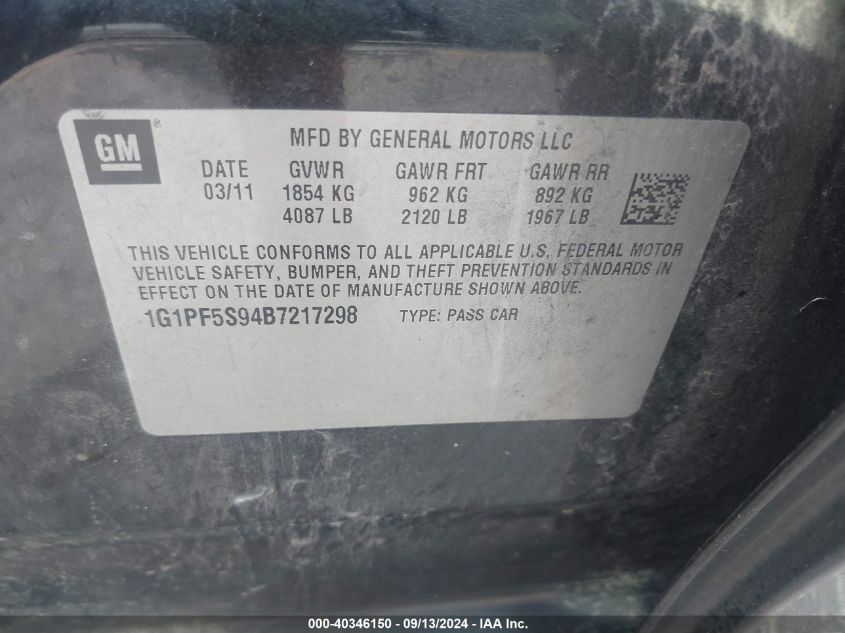 GM
MFD BY GENERAL MOTORS LLC
DATE GVWR GAWR FRT GAWR RR
03/11 1854 KG 962 KG 892 KG
4087 LB 2120 LB 1967 LB
THIS VEHICLE CONFORMS TO ALL APPLICABLE U.S. FEDERAL MOTOR
VEHICLE SAFETY, BUMPER, AND THEFT PREVENTION STANDARDS IN
EFFECT ON THE DATE OF MANUFACTURE SHOWN ABOVE.
1G1PF5S94B7217298 TYPE: PASS CAR
000-40346150 - 09/13/2024 - IAA Inc.